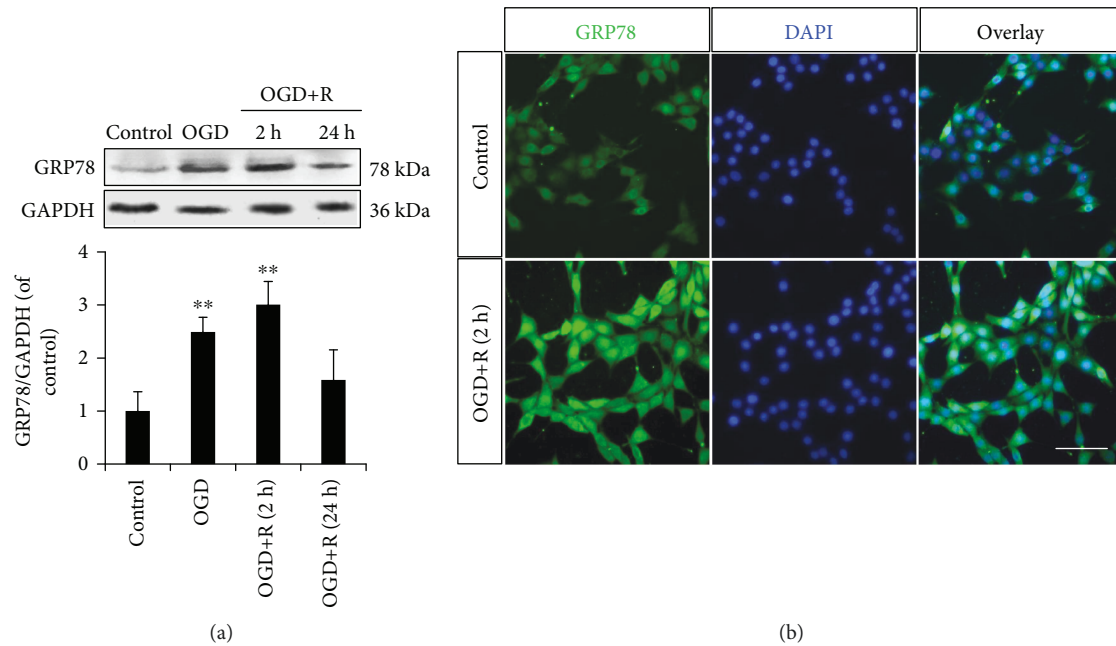 OGD+R
Control OGD 2 h 24 h
GRP78 78 kDa
GAPDH 36 kDa
GRP78/GAPDH (of
control)
4
3
2
1
0
**
**
Control
OGD
OGD+R (2 h)
OGD+R (24 h)
(a)
GRP78 DAPI Overlay
Control
OGD+R (2 h)
(b)